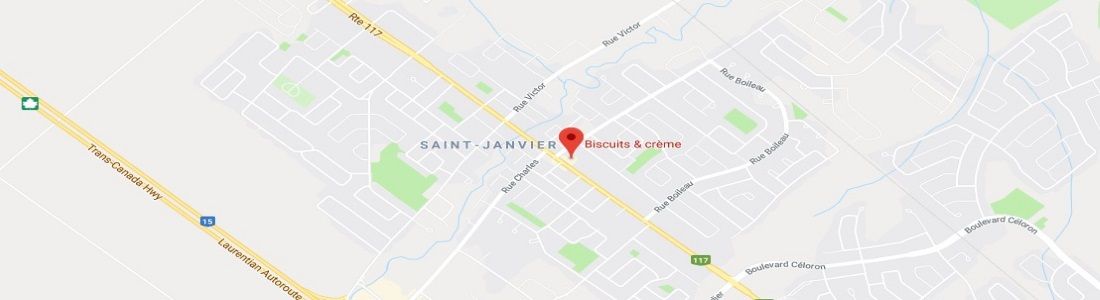 Rte 117
Rue Victor
Rue Boileau
Rue Victor
SAINT-JANVIER
Biscuits & crème
Rue Boileau
Trans-Canada Hwy
Rue Charles
Rue Boileau
15
Laurentian Autoroute
Boulevard Céloron
117
Boulevard Céloron